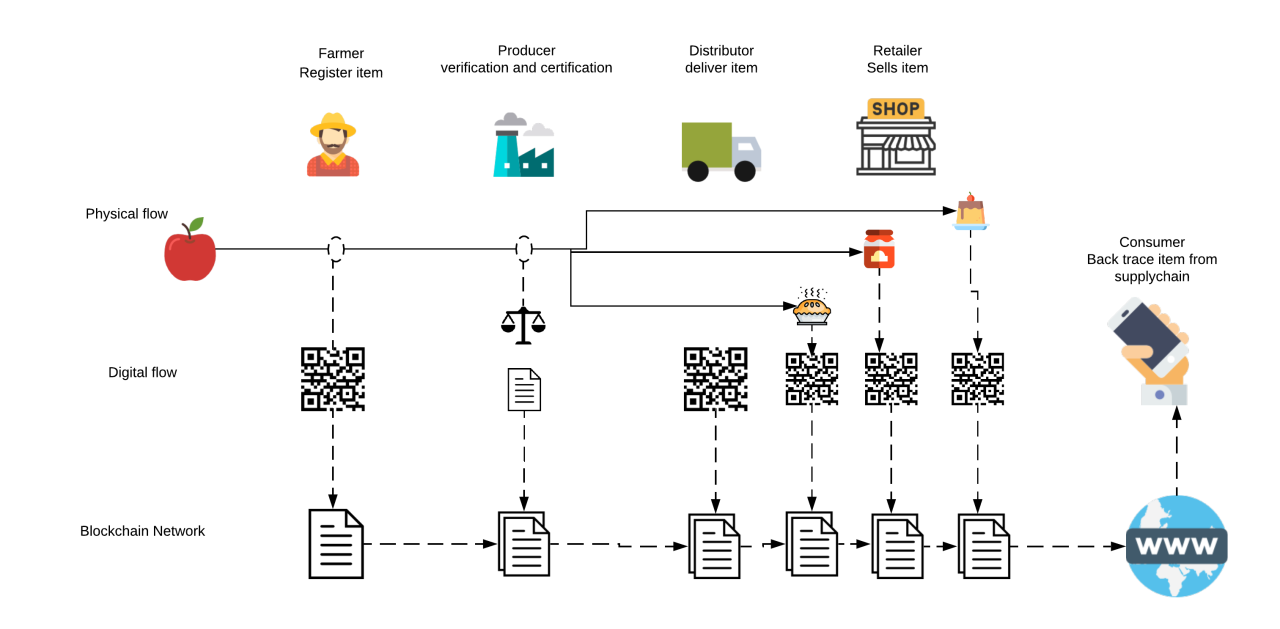 Farmer
Register item
Producer
verification and certification
Distributor
deliver item
Retailer
Sells item
SHOP
Physical flow
Consumer
Back trace item from
supplychain
Digital flow
Blockchain Network
WWW